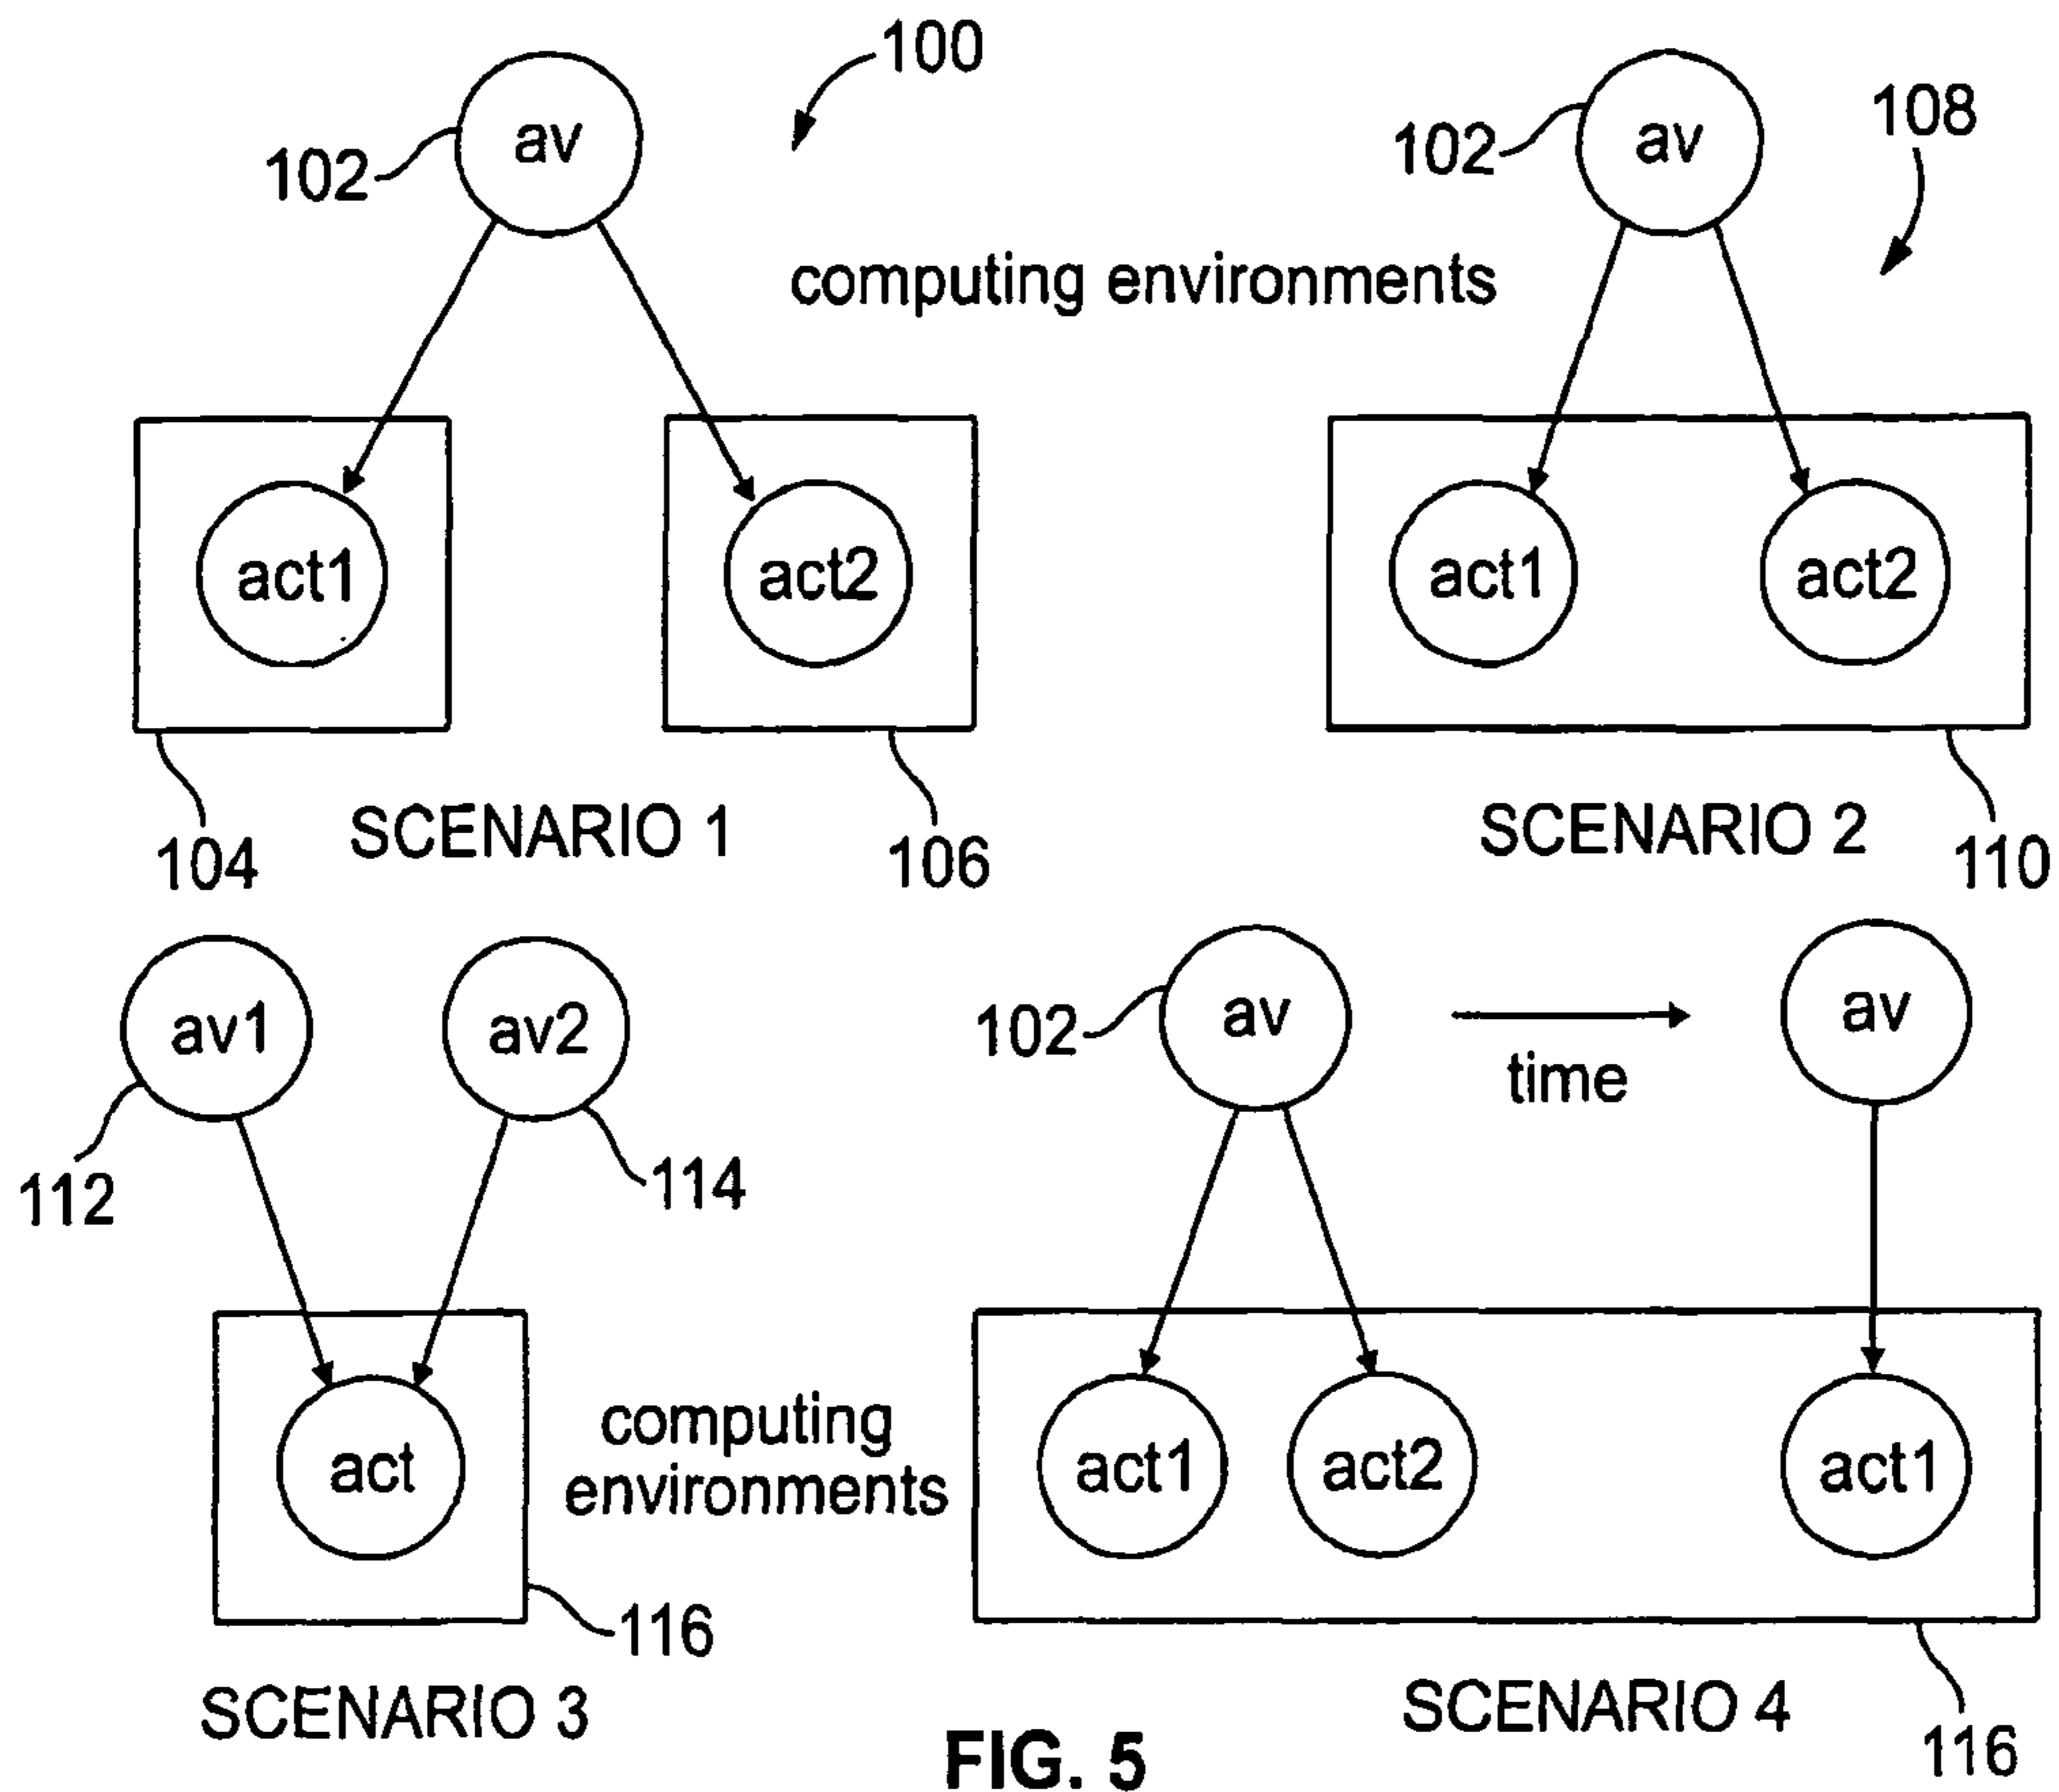 100
av
102
108
av
102
computing environments
act1
act2
act1
act2
SCENARIO 1
104
106
SCENARIO 2
110
av1
av2
112
114
av
102
time
av
act
computing
environments
act1
act2
act1
116
SCENARIO 3
SCENARIO 4
116
FIG. 5